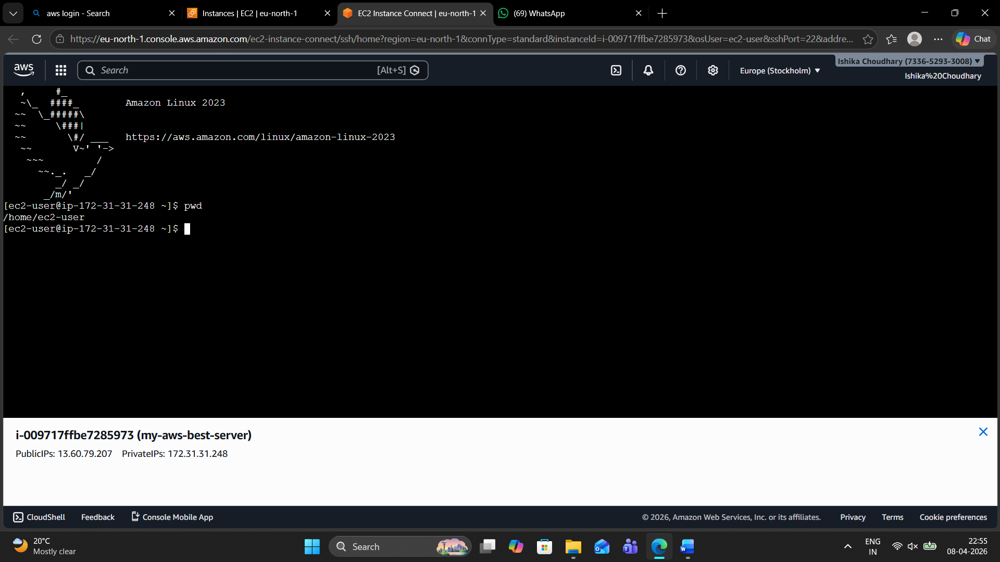 aws login - Search
Instances | EC2 | eu-north-1
EC2 Instance Connect | eu-north-1
(69) WhatsApp
https://eu-north-1.console.aws.amazon.com/ec2-instance-connect/ssh/home?region=eu-north-1&connType=standard&instanceId=i-009717ffbe7285973&osUser=ec2-user&sshPort=22&addre...
Chat
aws
Search
[Alt+S]
Europe (Stockholm)
Ishika Choudhary (7336-5293-3008)
Ishika%20Choudhary
   ,     #_
   ~\_  ####_        Amazon Linux 2023
  ~~  \_#####\
  ~~     \###|
  ~~       \#/ ___   https://aws.amazon.com/linux/amazon-linux-2023
   ~~       V~' '->
    ~~~         /
      ~~._.   _/
         _/ _/
       _/m/'
[ec2-user@ip-172-31-31-248 ~]$ pwd
/home/ec2-user
[ec2-user@ip-172-31-31-248 ~]$
i-009717ffbe7285973 (my-aws-best-server)
PublicIPs: 13.60.79.207 PrivateIPs: 172.31.31.248
CloudShell
Feedback
Console Mobile App
© 2026, Amazon Web Services, Inc. or its affiliates.
Privacy
Terms
Cookie preferences
20°C
Mostly clear
Search
ENG
IN
22:55
08-04-2026